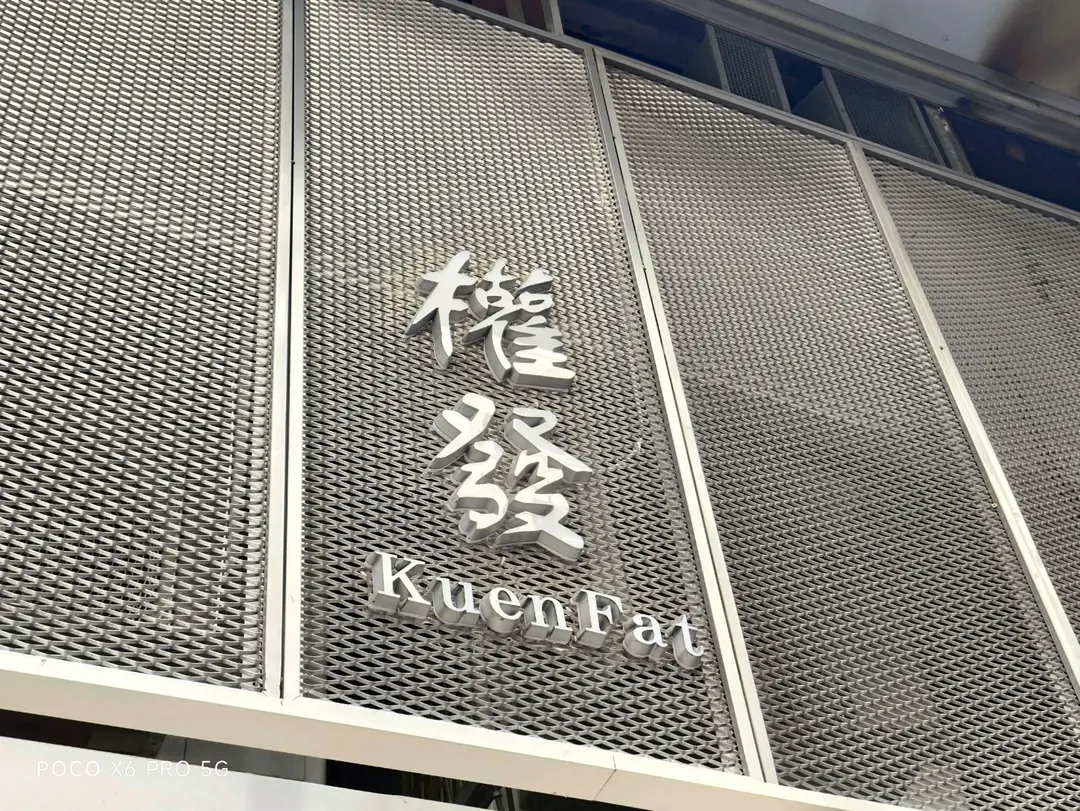 權
發
KuenFat
POCO X6 PRO 5G